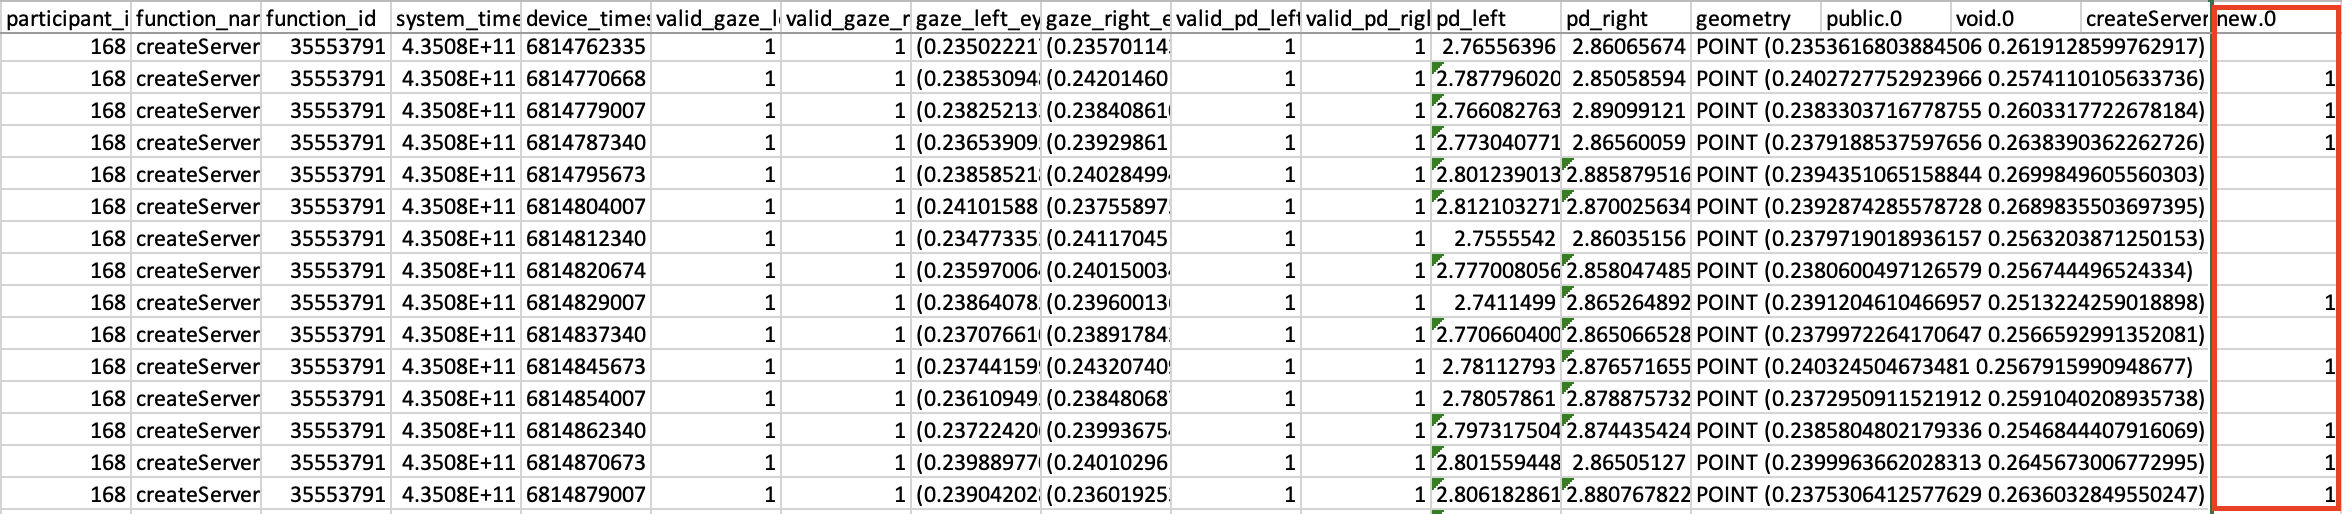 participant_i function_nar function_id system_time device_times valid_gaze_l valid_gaze_r gaze_left_ey gaze_right_e valid_pd_left valid_pd_rigl pd_left pd_right geometry public.0 void.0 createServer new.0
168 createServer 35553791 4.3508E+11 6814762335 1 1 (0.23502221 (0.23570114 1 1 2.76556396 2.86065674 POINT (0.2353616803884506 0.2619128599762917)
168 createServer 35553791 4.3508E+11 6814770668 1 1 (0.23853094 (0.24201460 1 1 2.787796020 2.85058594 POINT (0.2402727752923966 0.2574110105633736) 1
168 createServer 35553791 4.3508E+11 6814779007 1 1 (0.23825213 (0.23840861 1 1 2.766082763 2.89099121 POINT (0.2383303716778755 0.2603317722678184) 1
168 createServer 35553791 4.3508E+11 6814787340 1 1 (0.23653909 (0.23929861 1 1 2.773040771 2.86560059 POINT (0.2379188537597656 0.2638390362262726) 1
168 createServer 35553791 4.3508E+11 6814795673 1 1 (0.23858521 (0.24028499 1 1 2.801239013 2.885879516 POINT (0.2394351065158844 0.2699849605560303)
168 createServer 35553791 4.3508E+11 6814804007 1 1 (0.24101588 (0.23755897 1 1 2.812103271 2.870025634 POINT (0.2392874285578728 0.2689835503697395)
168 createServer 35553791 4.3508E+11 6814812340 1 1 (0.23477335 (0.24117045 1 1 2.7555542 2.86035156 POINT (0.2379719018936157 0.2563203871250153)
168 createServer 35553791 4.3508E+11 6814820674 1 1 (0.23597006 (0.24015003 1 1 2.777008056 2.858047485 POINT (0.2380600497126579 0.256744496524334)
168 createServer 35553791 4.3508E+11 6814829007 1 1 (0.23864078 (0.23960013 1 1 2.7411499 2.865264892 POINT (0.2391204610466957 0.2513224259018898) 1
168 createServer 35553791 4.3508E+11 6814837340 1 1 (0.23707661 (0.23891784 1 1 2.770660400 2.865066528 POINT (0.2379972264170647 0.2566592991352081)
168 createServer 35553791 4.3508E+11 6814845673 1 1 (0.23744159 (0.24320740 1 1 2.78112793 2.876571655 POINT (0.240324504673481 0.2567915990948677) 1
168 createServer 35553791 4.3508E+11 6814854007 1 1 (0.23610949 (0.23848068 1 1 2.78057861 2.878875732 POINT (0.2372950911521912 0.2591040208935738)
168 createServer 35553791 4.3508E+11 6814862340 1 1 (0.23722420 (0.23993675 1 1 2.797317504 2.874435424 POINT (0.2385804802179336 0.2546844407916069) 1
168 createServer 35553791 4.3508E+11 6814870673 1 1 (0.23988977 (0.24010296 1 1 2.801559448 2.86505127 POINT (0.2399963662028313 0.2645673006772995) 1
168 createServer 35553791 4.3508E+11 6814879007 1 1 (0.23904202 (0.23601925 1 1 2.806182861 2.880767822 POINT (0.2375306412577629 0.2636032849550247) 1